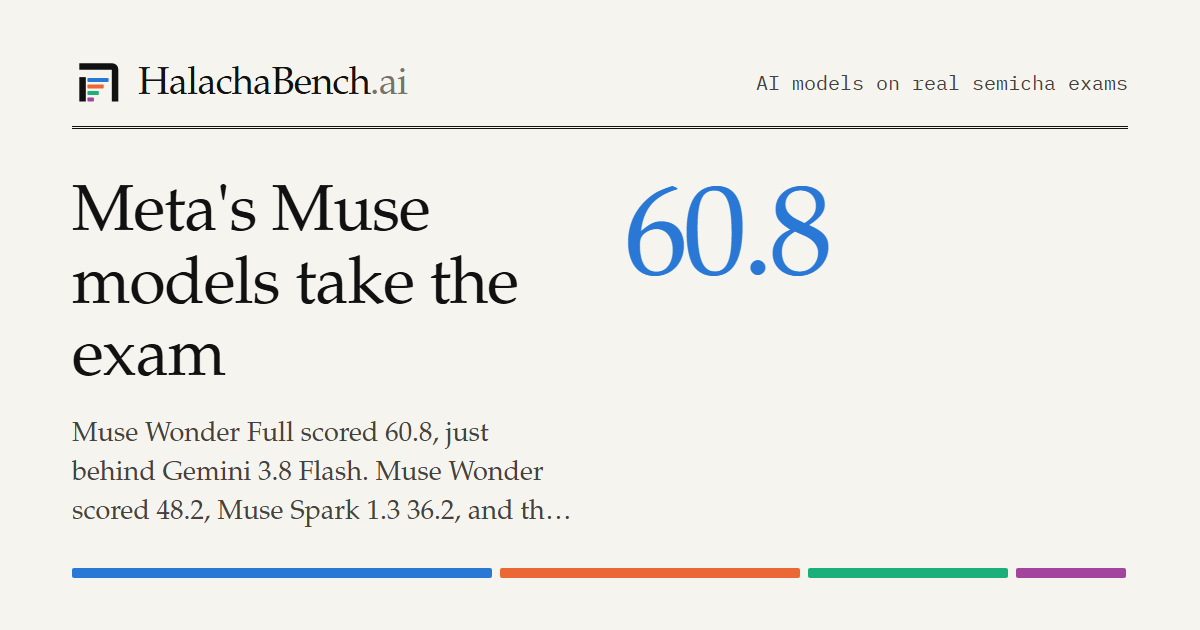 HalachaBench.ai
AI models on real semicha exams
Meta's Muse
models take the
exam
60.8
Muse Wonder Full scored 60.8, just
behind Gemini 3.8 Flash. Muse Wonder
scored 48.2, Muse Spark 1.3 36.2, and th…